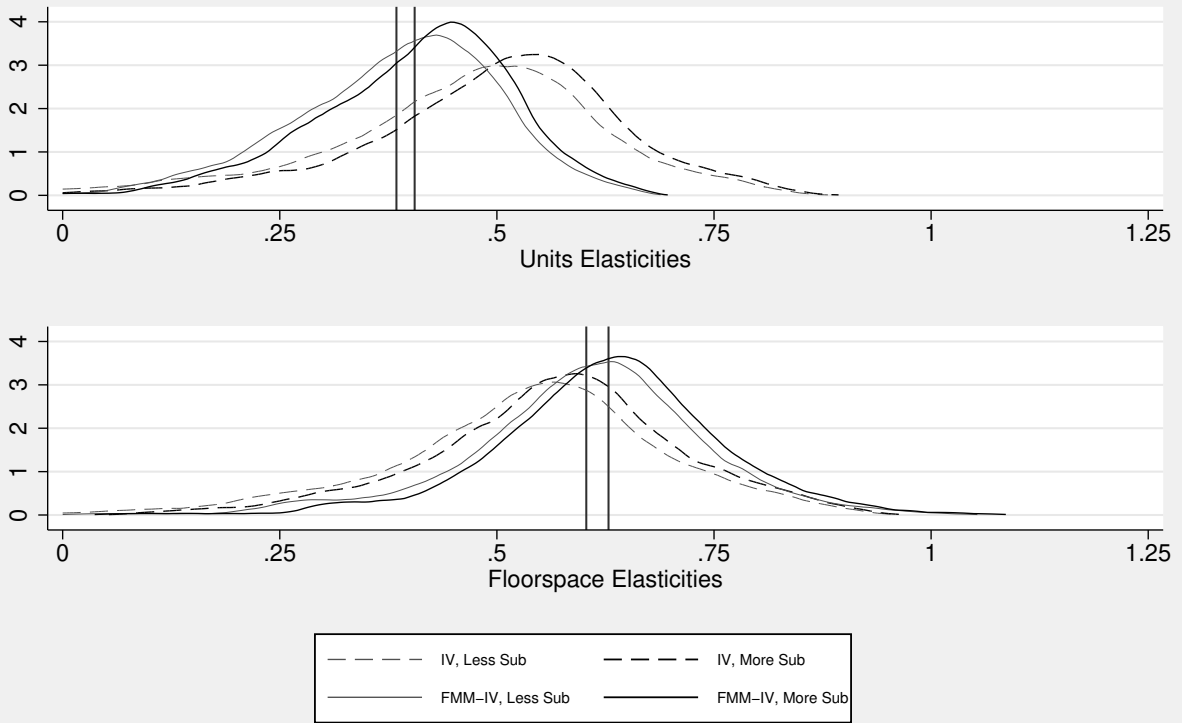 4
3
2
1
0
0 .25 .5 .75 1 1.25
Units Elasticities
4
3
2
1
0
0 .25 .5 .75 1 1.25
Floorspace Elasticities
IV, Less Sub IV, More Sub
FMM−IV, Less Sub FMM−IV, More Sub